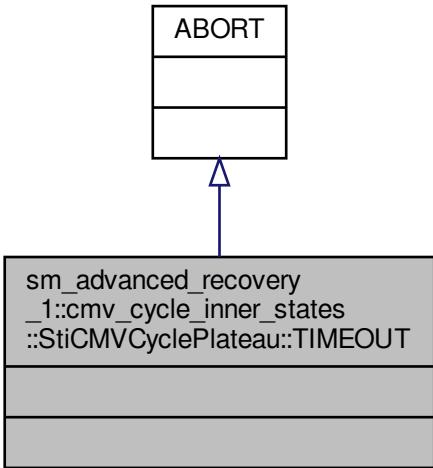 ABORT
sm_advanced_recovery
_1::cmv_cycle_inner_states
::StiCMVCyclePlateau::TIMEOUT